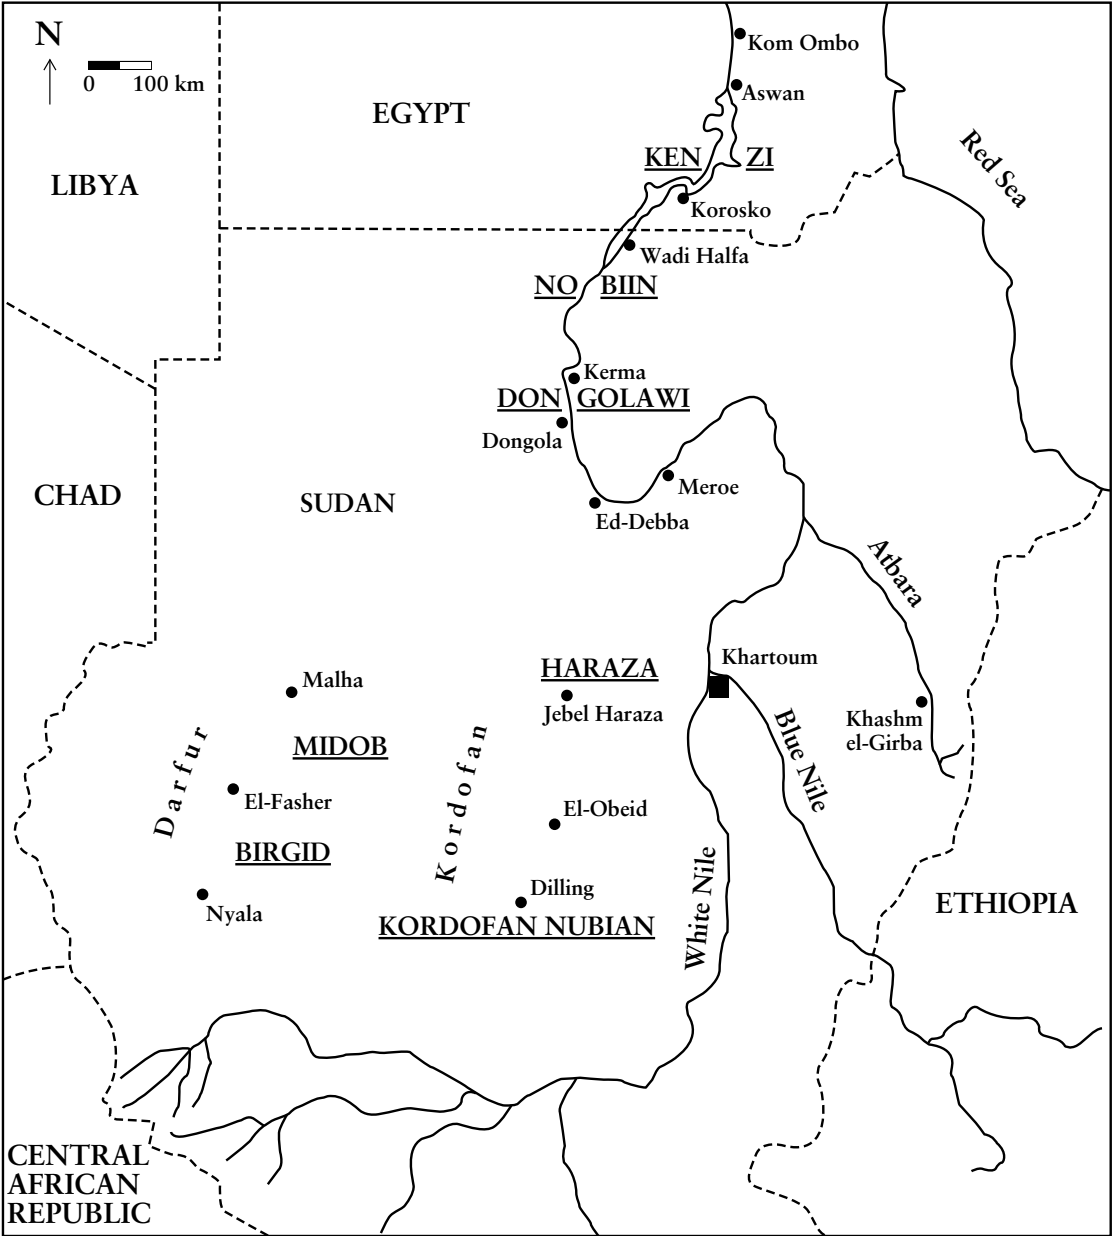 N
0 100 km
Kom Ombo
Aswan
EGYPT
KEN ZI
Red Sea
LIBYA
Korosko
Wadi Halfa
NO BIIN
Kerma
DON GOLAWI
Dongola
CHAD
SUDAN
Meroe
Ed-Debba
Atbara
Khartoum
HARAZA
Malha
Jebel Haraza
Khashm
el-Girba
Blue Nile
MIDOB
Darfur
Kordofan
El-Fasher
El-Obeid
BIRGID
Dilling
White Nile
Nyala
KORDOFAN NUBIAN
ETHIOPIA
CENTRAL
AFRICAN
REPUBLIC